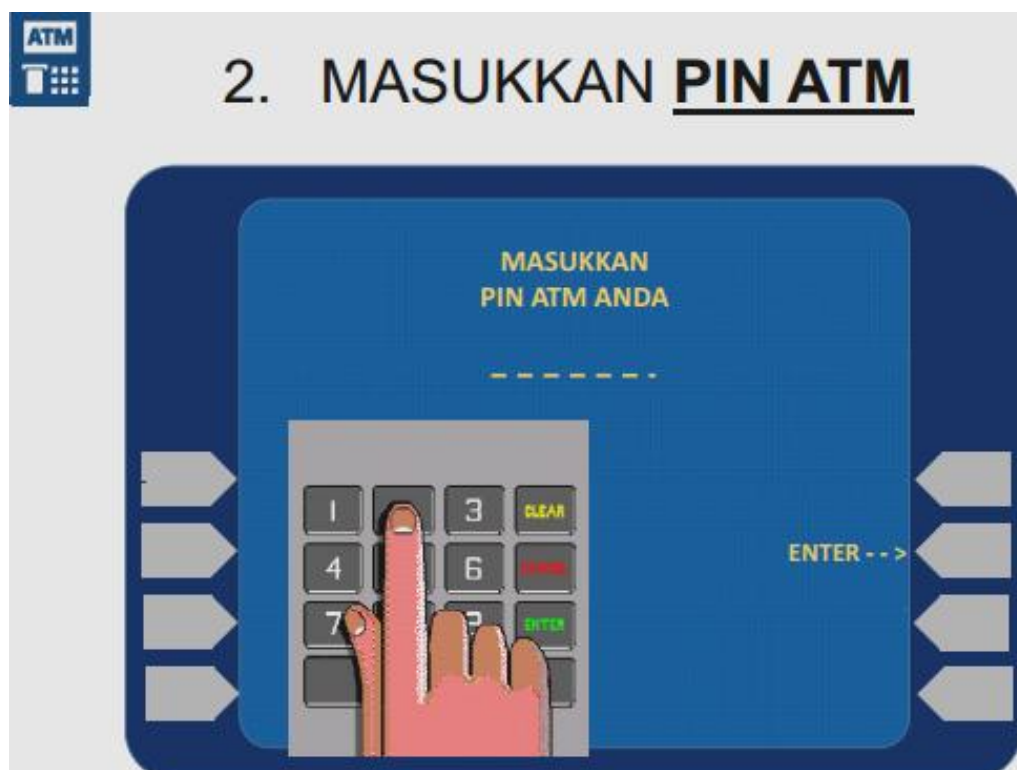 ATM
2. MASUKKAN PIN ATM
MASUKKAN
PIN ATM ANDA
_ _ _ _ _ _ -
1 3 CLEAR
4 6
ENTER - - >
7 ENTER